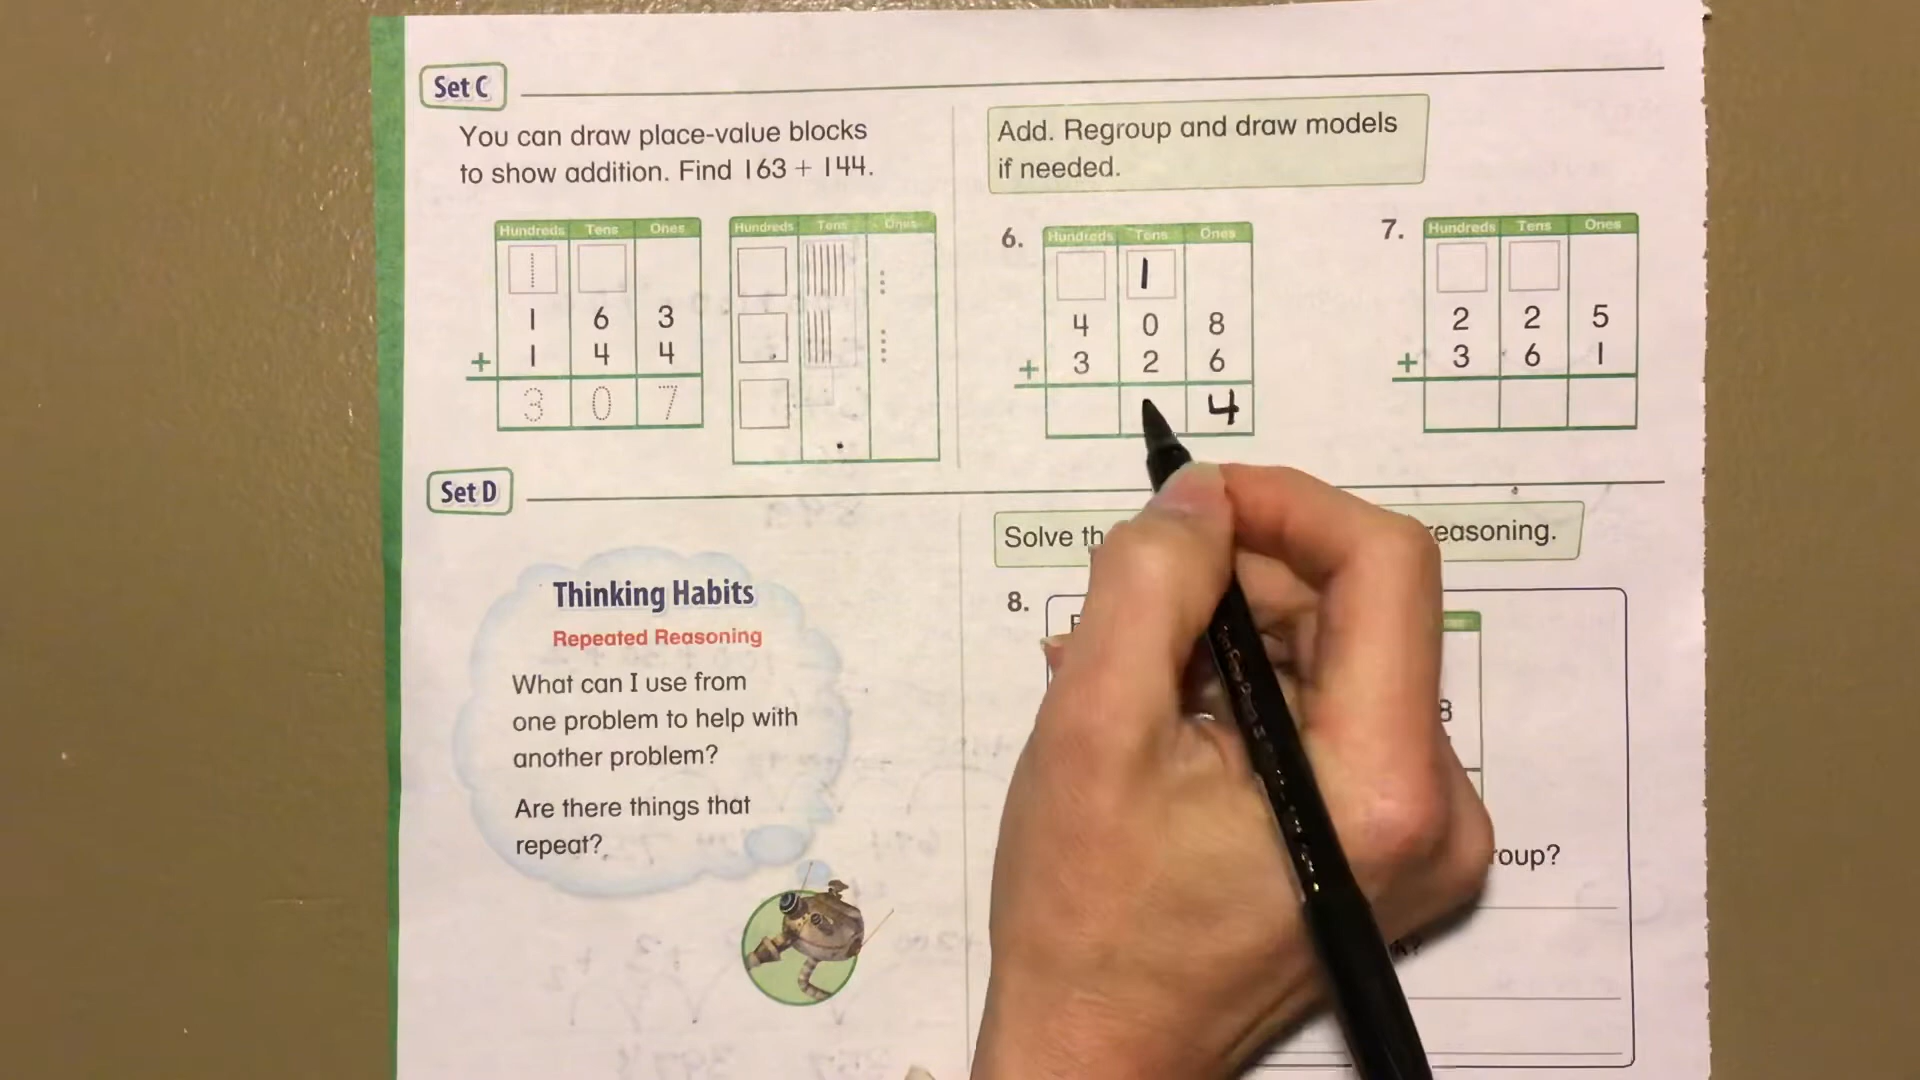 Set C
You can draw place-value blocks
to show addition. Find 163 + 144.
Hundreds Tens Ones
1
1 6 3
+ 1 4 4
3 0 7
Hundreds Tens Ones
Add. Regroup and draw models
if needed.
6.
Hundreds Tens Ones
1
4 0 8
+ 3 2 6
4
7.
Hundreds Tens Ones
2 2 5
+ 3 6 1
Set D
Thinking Habits
Repeated Reasoning
What can I use from
one problem to help with
another problem?
Are there things that
repeat?
Solve th reasoning.
8.
8
roup?